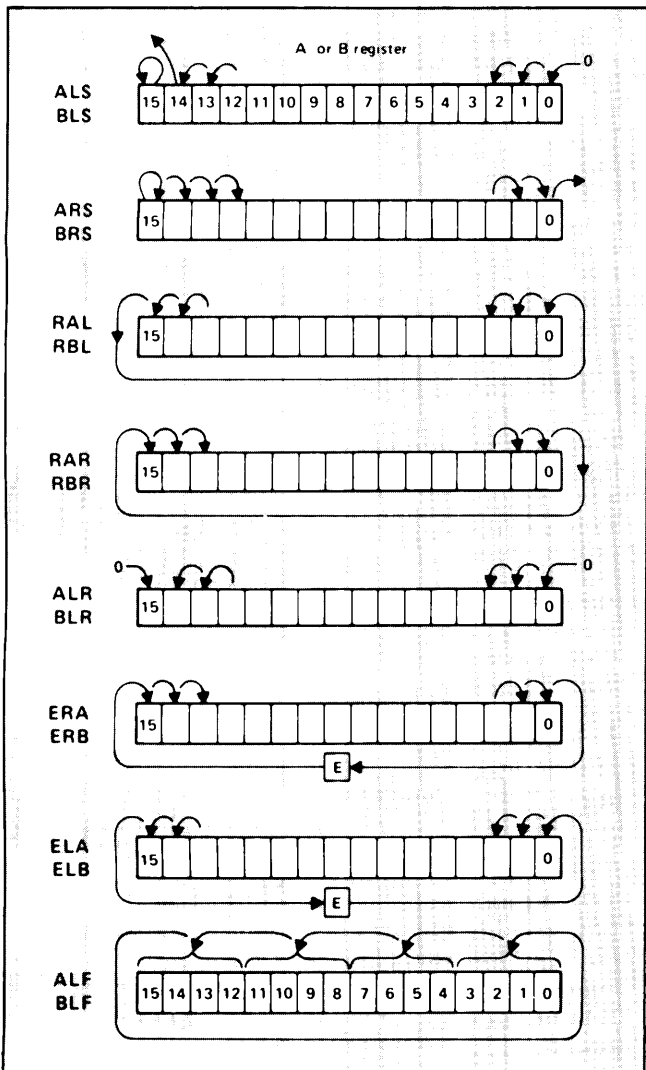 A or B register
0
ALS
BLS
15 14 13 12 11 10 9 8 7 6 5 4 3 2 1 0
ARS
BRS
15 0
RAL
RBL
15 0
RAR
RBR
15 0
0 0
ALR
BLR
15 0
ERA
ERB
15 0
E
ELA
ELB
15 0
E
ALF
BLF
15 14 13 12 11 10 9 8 7 6 5 4 3 2 1 0